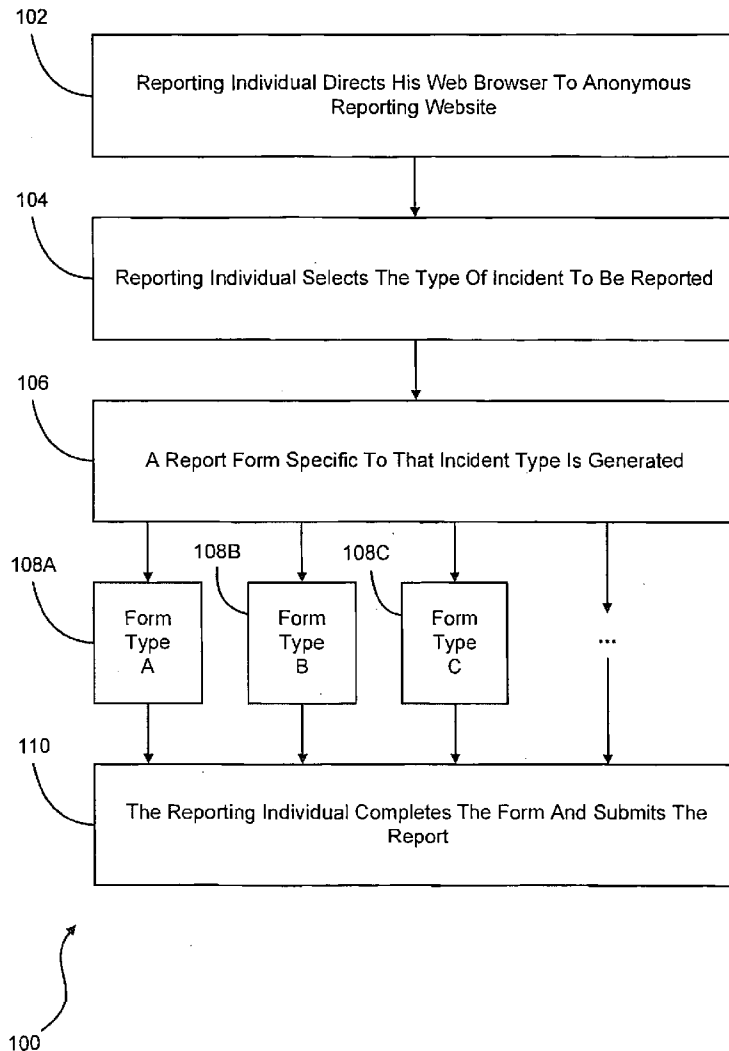 102
Reporting Individual Directs His Web Browser To Anonymous
Reporting Website
104
Reporting Individual Selects The Type Of Incident To Be Reported
106
A Report Form Specific To That Incident Type Is Generated
108A
108B
108C
Form
Type
A
Form
Type
B
Form
Type
C
...
110
The Reporting Individual Completes The Form And Submits The
Report
100